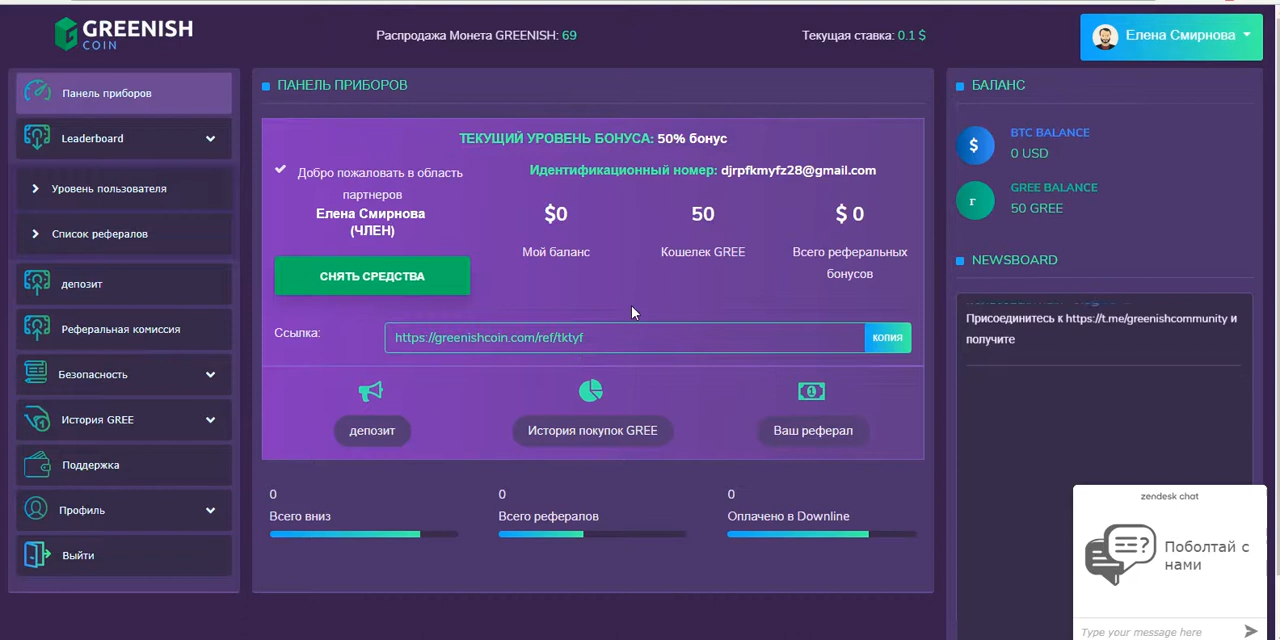 GREENISH
COIN
Распродажа Монета GREENISH: 69
Текущая ставка: 0.1 $
Елена Смирнова
Панель приборов
Leaderboard
Уровень пользователя
Список рефералов
депозит
Реферальная комиссия
Безопасность
История GREE
Поддержка
Профиль
Выйти
ПАНЕЛЬ ПРИБОРОВ
ТЕКУЩИЙ УРОВЕНЬ БОНУСА: 50% бонус
Добро пожаловать в область
партнеров
Елена Смирнова
(ЧЛЕН)
СНЯТЬ СРЕДСТВА
Идентификационный номер: djrpfkmyfz28@gmail.com
$0
50
$ 0
Мой баланс
Кошелек GREE
Всего реферальных
бонусов
Ссылка:
https://greenishcoin.com/ref/tktyf
КОПИЯ
депозит
История покупок GREE
Ваш реферал
0
0
0
Всего вниз
Всего рефералов
Оплачено в Downline
БАЛАНС
$
BTC BALANCE
0 USD
г
GREE BALANCE
50 GREE
NEWSBOARD
Присоединитесь к https://t.me/greenishcommunity и
получите
zendesk chat
Поболтай с
нами
Type your message here